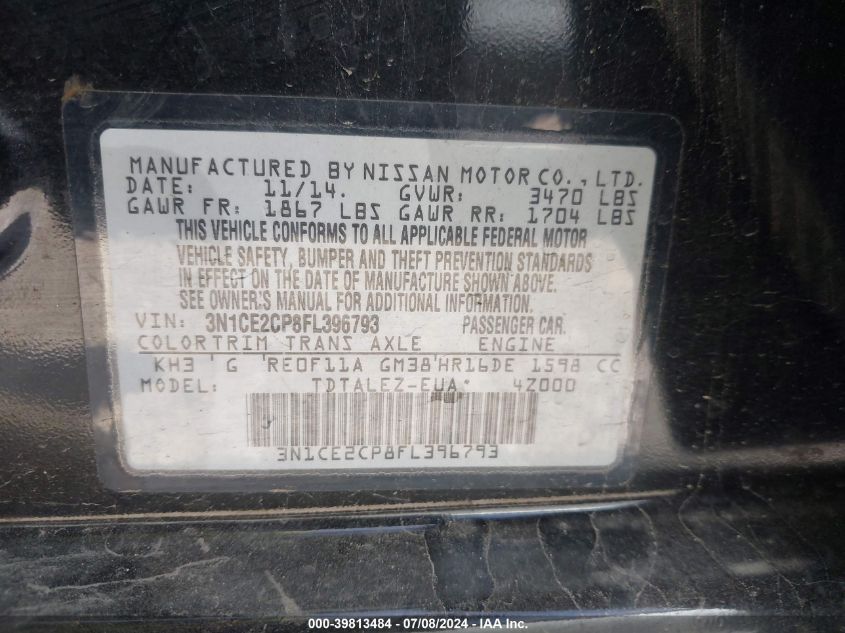 MANUFACTURED BY NISSAN MOTOR CO., LTD.
DATE: 11/14. GVWR: 3470 LBS
GAWR FR: 1867 LBS GAWR RR: 1704 LBS
THIS VEHICLE CONFORMS TO ALL APPLICABLE FEDERAL MOTOR
VEHICLE SAFETY, BUMPER AND THEFT PREVENTION STANDARDS
IN EFFECT ON THE DATE OF MANUFACTURE SHOWN ABOVE.
SEE OWNER'S MANUAL FOR ADDITIONAL INFORMATION.
VIN: 3N1CE2CP8FL396793 PASSENGER CAR.
COLOR TRIM TRANS AXLE ENGINE
KH3 ' G 'RE0F11A GM38'HR16DE 1598 CC
MODEL: TDTALEZ-EUA* 4Z000
3N1CE2CP8FL396793
000-39813484 - 07/08/2024 - IAA Inc.